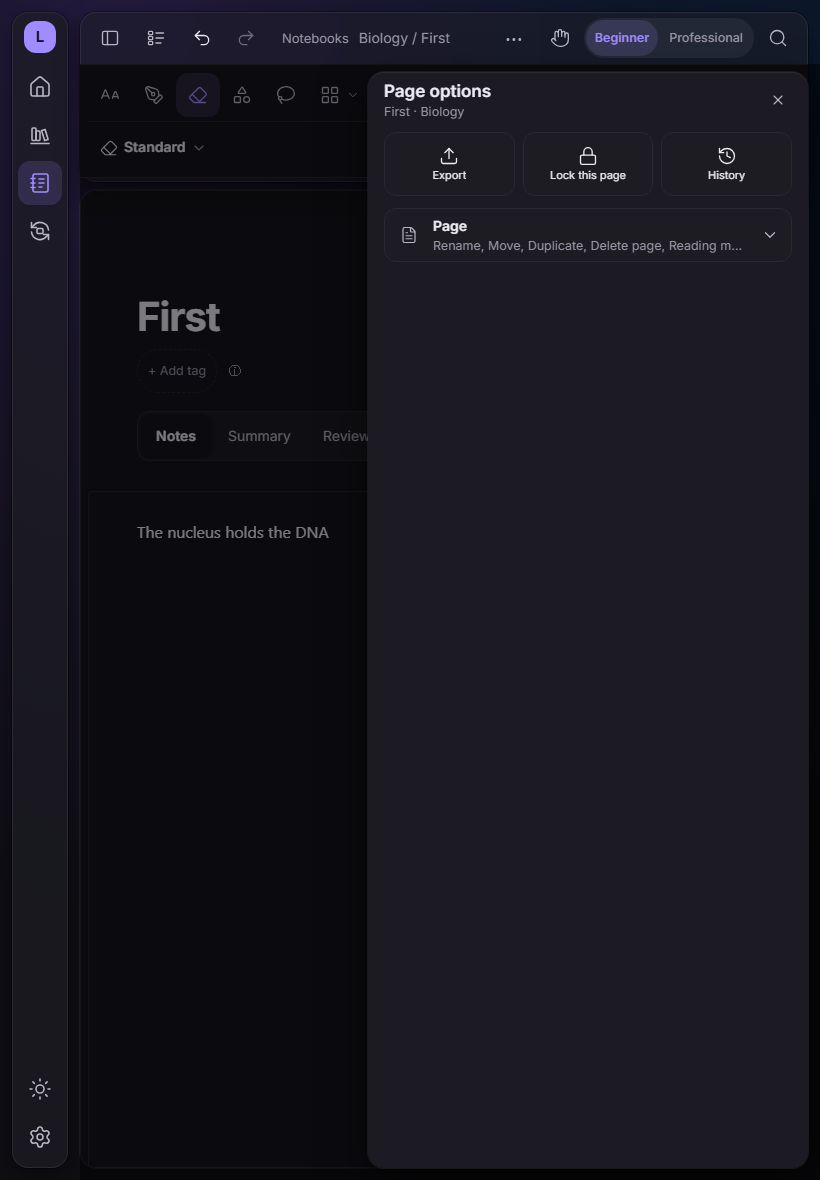 L
Notebooks Biology / First
Beginner Professional
AA
Standard
Page options
First · Biology
Export
Lock this page
History
Page
Rename, Move, Duplicate, Delete page, Reading m...
First
+ Add tag
Notes Summary Review
The nucleus holds the DNA